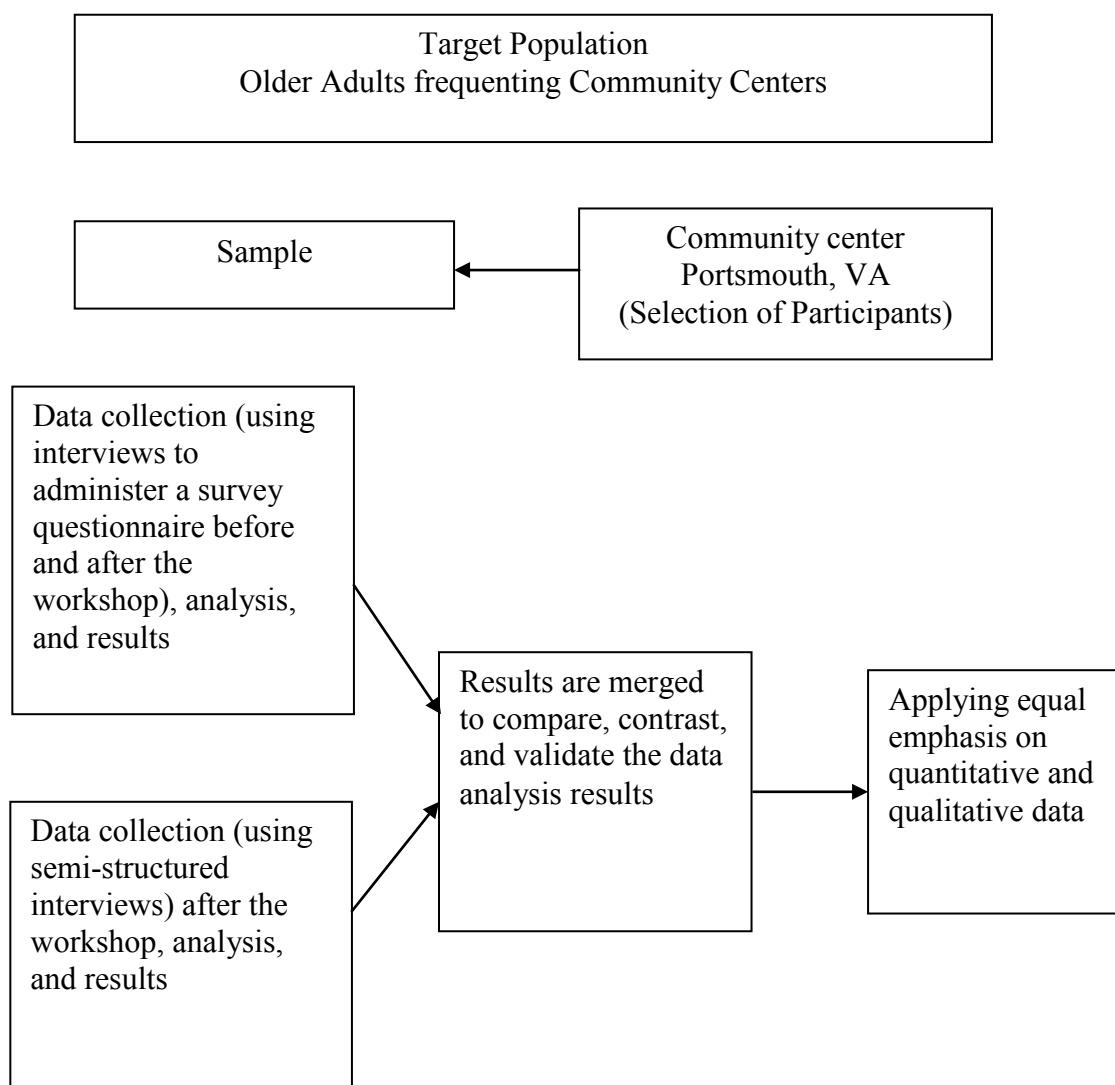 Target Population
Older Adults frequenting Community Centers
Sample
Community center
Portsmouth, VA
(Selection of Participants)
Data collection (using
interviews to
administer a survey
questionnaire before
and after the
workshop), analysis,
and results
Results are merged
to compare, contrast,
and validate the data
analysis results
Applying equal
emphasis on
quantitative and
qualitative data
Data collection (using
semi-structured
interviews) after the
workshop, analysis,
and results